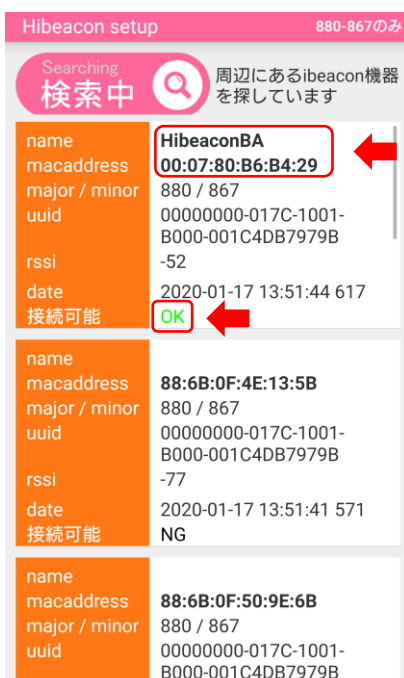 Hibeacon setup 880-867のみ
Searching
検索中
周辺にあるibeacon機器
を探しています
name HibeaconBA
macaddress 00:07:80:B6:B4:29
major / minor 880 / 867
uuid 00000000-017C-1001-
B000-001C4DB7979B
rssi -52
date 2020-01-17 13:51:44 617
接続可能 OK
name
macaddress 88:6B:0F:4E:13:5B
major / minor 880 / 867
uuid 00000000-017C-1001-
B000-001C4DB7979B
rssi -77
date 2020-01-17 13:51:41 571
接続可能 NG
name
macaddress 88:6B:0F:50:9E:6B
major / minor 880 / 867
uuid 00000000-017C-1001-
B000-001C4DB7979B